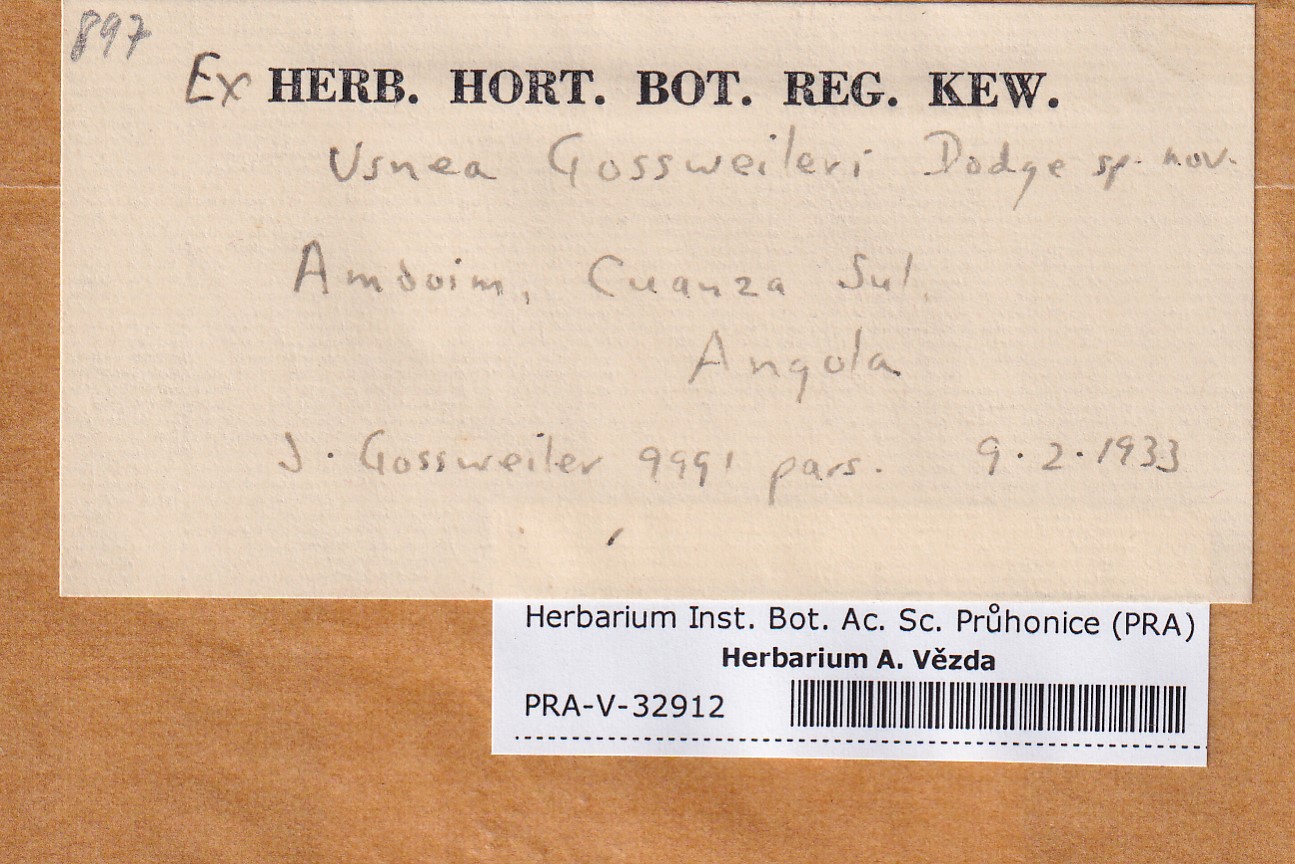 897
Ex HERB. HORT. BOT. REG. KEW.
Usnea Gossweileri Dodge sp. nov.
Amboim, Cuanza Sul.
Angola
J. Gossweiler 9991 pars. 9.2.1933
Herbarium Inst. Bot. Ac. Sc. Průhonice (PRA)
Herbarium A. Vězda
PRA-V-32912